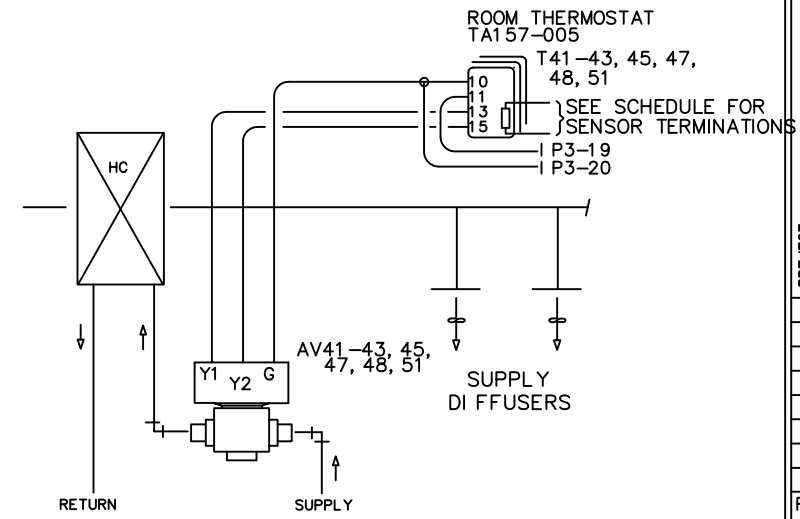 ROOM THERMOSTAT
TA157-005
T41-43, 45, 47,
48, 51
10
11
13
15
SEE SCHEDULE FOR
SENSOR TERMINATIONS
IP3-19
IP3-20
HC
AV41-43, 45,
47, 48, 51
Y1 Y2 G
SUPPLY
DIFFUSERS
RETURN
SUPPLY